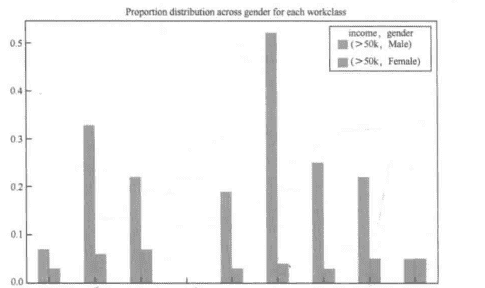 Proportion distribution across gender for each workclass
income, gender
(>50k, Male)
(>50k, Female)
0.5
0.4
0.3
0.2
0.1
0.0